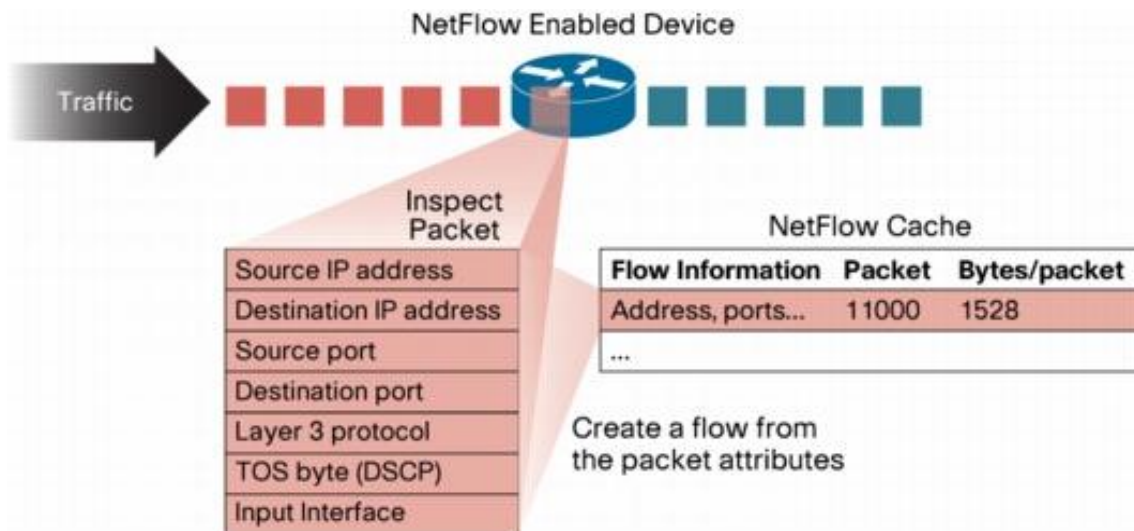 NetFlow Enabled Device
Traffic
Inspect
Packet
Source IP address
Destination IP address
Source port
Destination port
Layer 3 protocol
TOS byte (DSCP)
Input Interface
NetFlow Cache
Flow Information Packet Bytes/packet
Address, ports... 11000 1528
...
Create a flow from
the packet attributes